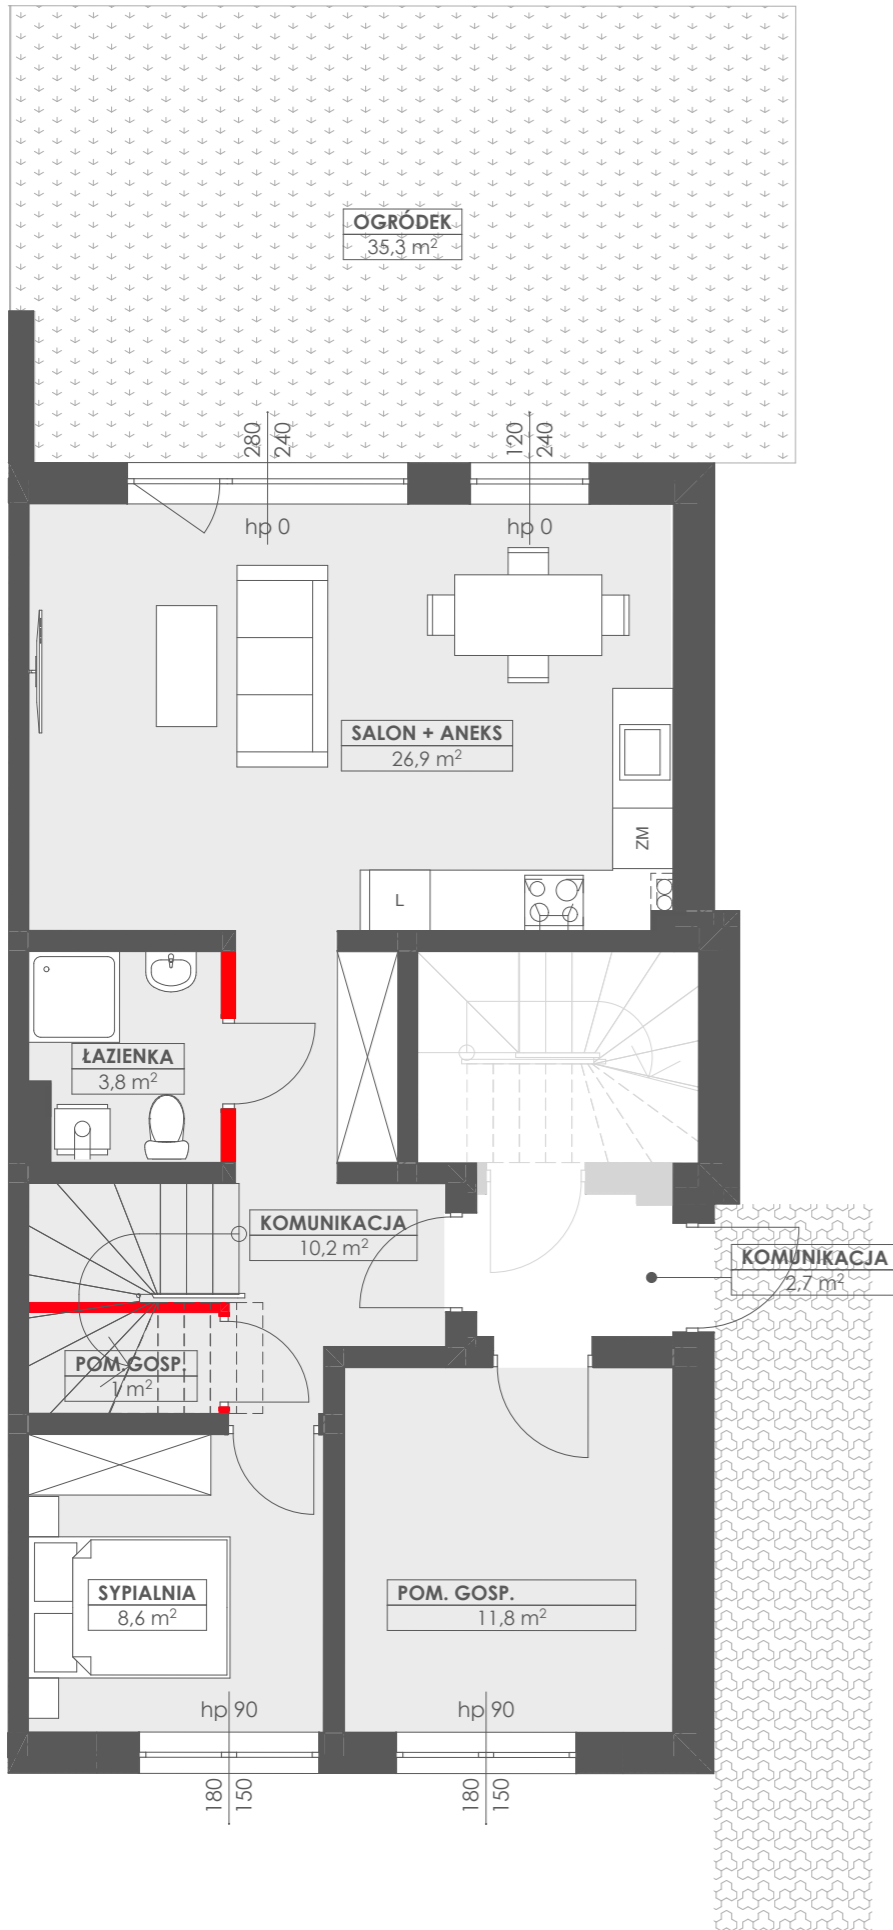 OGRÓDEK
35,3 m²
280
240
120
240
hp 0
hp 0
SALON + ANEKS
26,9 m²
ZM
L
ŁAZIENKA
3,8 m²
KOMUNIKACJA
10,2 m²
KOMUNIKACJA
2,7 m²
POM.GOSP.
1 m²
SYPIALNIA
8,6 m²
POM. GOSP.
11,8 m²
hp 90
hp 90
180
150
180
150